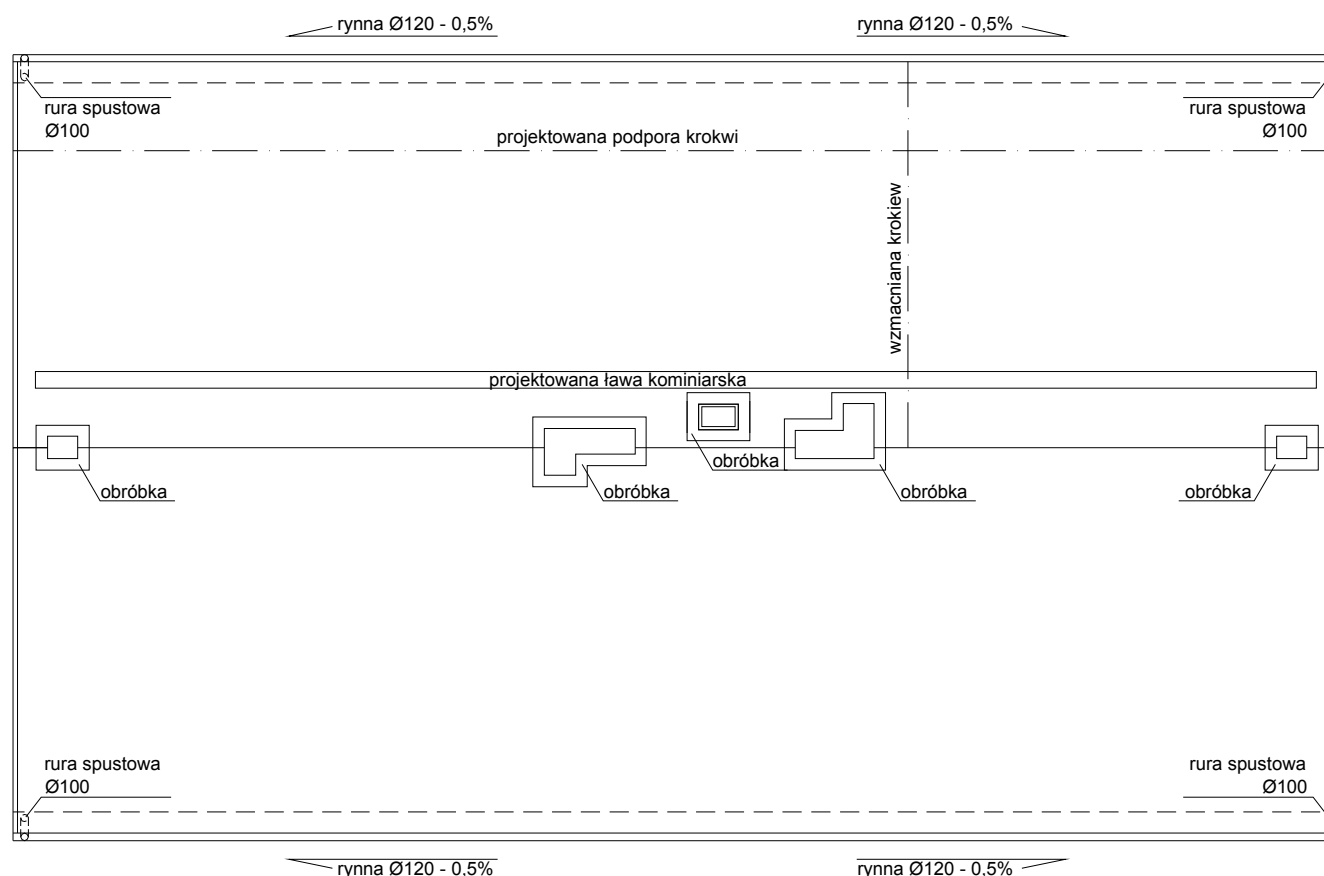 rynna Ø120 - 0,5%
rynna Ø120 - 0,5%
rura spustowa
Ø100
rura spustowa
Ø100
projektowana podpora krokwi
wzmacniana krokiew
projektowana ława kominiarska
obróbka
obróbka
obróbka
obróbka
obróbka
rura spustowa
Ø100
rura spustowa
Ø100
rynna Ø120 - 0,5%
rynna Ø120 - 0,5%